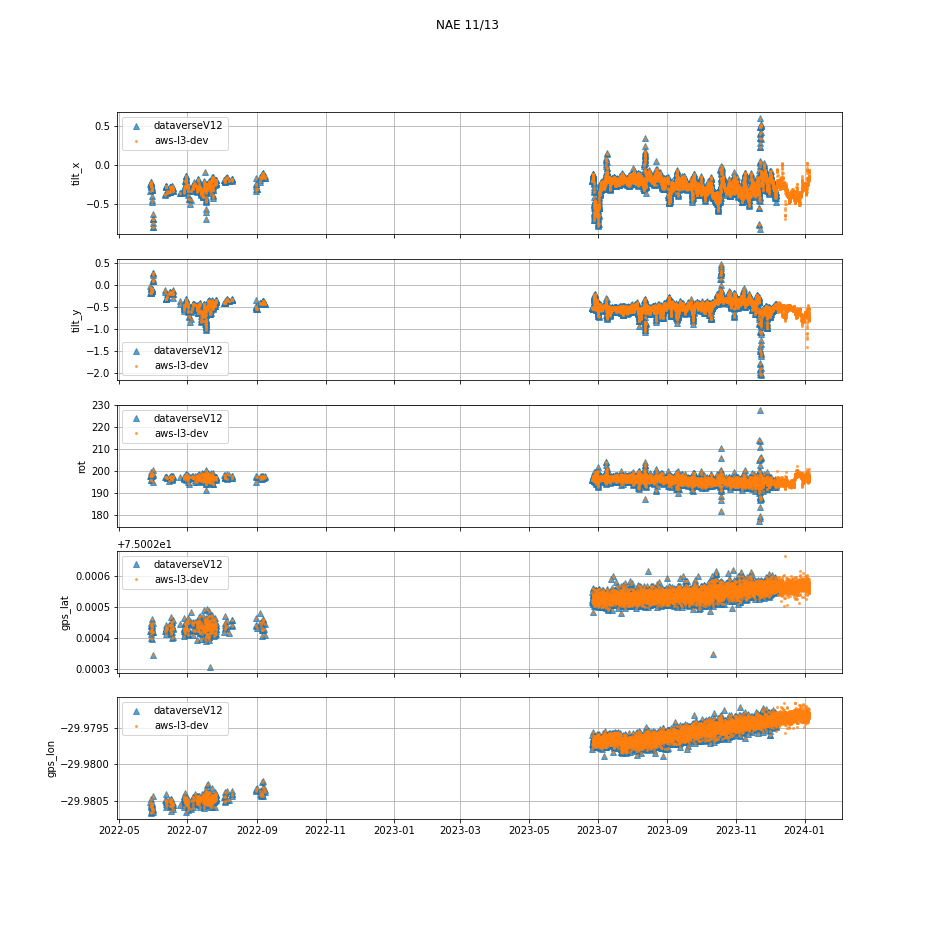 NAE 11/13
dataverseV12
aws-l3-dev
0.5
0.0
−0.5
tilt_x
dataverseV12
aws-l3-dev
0.5
0.0
−0.5
−1.0
−1.5
−2.0
tilt_y
dataverseV12
aws-l3-dev
230
220
210
200
190
180
rot
+7.5002e1
dataverseV12
aws-l3-dev
0.0006
0.0005
0.0004
0.0003
gps_lat
dataverseV12
aws-l3-dev
−29.9795
−29.9800
−29.9805
gps_lon
2022-05 2022-07 2022-09 2022-11 2023-01 2023-03 2023-05 2023-07 2023-09 2023-11 2024-01